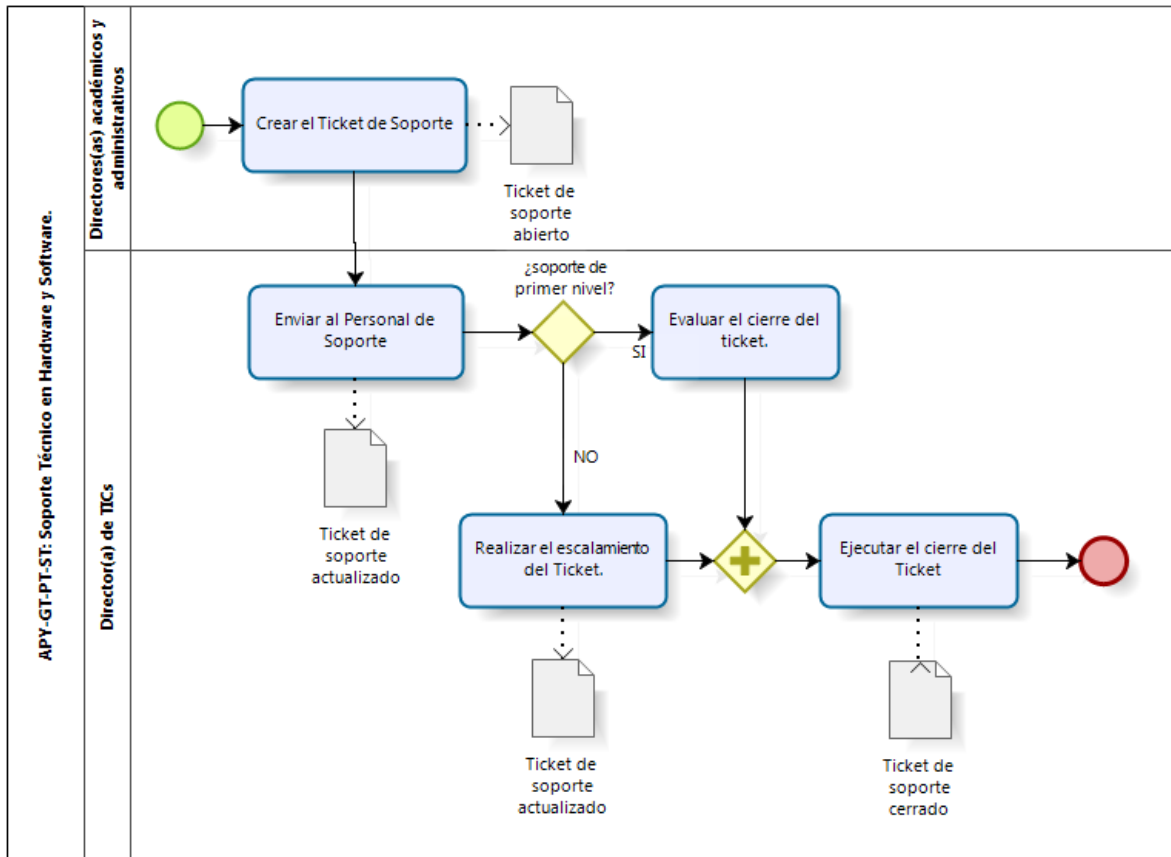 APY-GT-PT-ST: Soporte Técnico en Hardware y Software.
Directores(as) académicos y
administrativos
Crear el Ticket de Soporte
Ticket de
soporte
abierto
Director(a) de TICs
Enviar al Personal de
Soporte
¿soporte de
primer nivel?
SI
Evaluar el cierre del
ticket.
Ticket de
soporte
actualizado
NO
Realizar el escalamiento
del Ticket.
Ejecutar el cierre del
Ticket
Ticket de
soporte
actualizado
Ticket de
soporte
cerrado